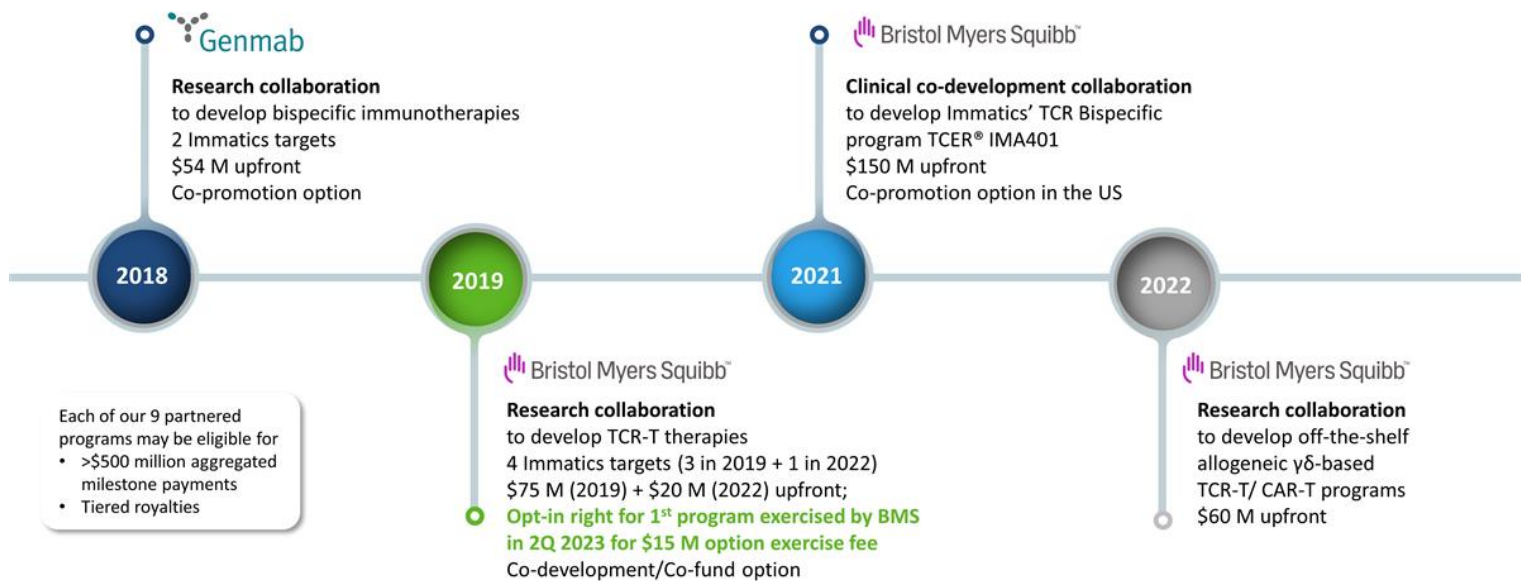 Genmab
Research collaboration
to develop bispecific immunotherapies
2 Immatics targets
$54 M upfront
Co-promotion option
Bristol Myers Squibb™
Clinical co-development collaboration
to develop Immatics’ TCR Bispecific
program TCER® IMA401
$150 M upfront
Co-promotion option in the US
2018
2019
2021
2022
Each of our 9 partnered
programs may be eligible for
• >$500 million aggregated
milestone payments
• Tiered royalties
Bristol Myers Squibb™
Research collaboration
to develop TCR-T therapies
4 Immatics targets (3 in 2019 + 1 in 2022)
$75 M (2019) + $20 M (2022) upfront;
Opt-in right for 1st program exercised by BMS
in 2Q 2023 for $15 M option exercise fee
Co-development/Co-fund option
Bristol Myers Squibb™
Research collaboration
to develop off-the-shelf
allogeneic γδ-based
TCR-T/ CAR-T programs
$60 M upfront